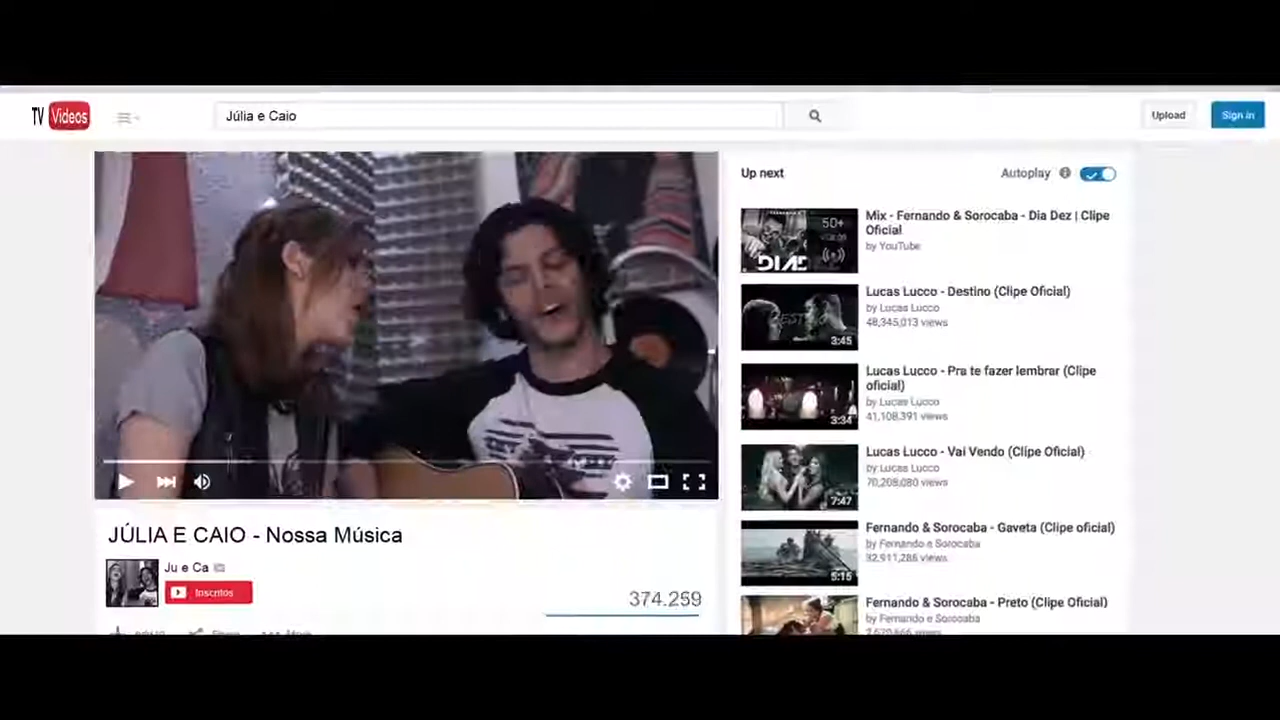 TV Videos
Júlia e Caio
Upload
Sign in
JÚLIA E CAIO - Nossa Música
Ju e Ca
Inscritos
374.259
Up next
Autoplay
50+
Mix - Fernando & Sorocaba - Dia Dez | Clipe
Oficial
by YouTube
3:45
Lucas Lucco - Destino (Clipe Oficial)
by Lucas Lucco
48,345,013 views
3:34
Lucas Lucco - Pra te fazer lembrar (Clipe
oficial)
by Lucas Lucco
41,108,391 views
7:47
Lucas Lucco - Vai Vendo (Clipe Oficial)
by Lucas Lucco
70,208,080 views
5:15
Fernando & Sorocaba - Gaveta (Clipe oficial)
by Fernando e Sorocaba
32,911,286 views
Fernando & Sorocaba - Preto (Clipe Oficial)
by Fernando e Sorocaba